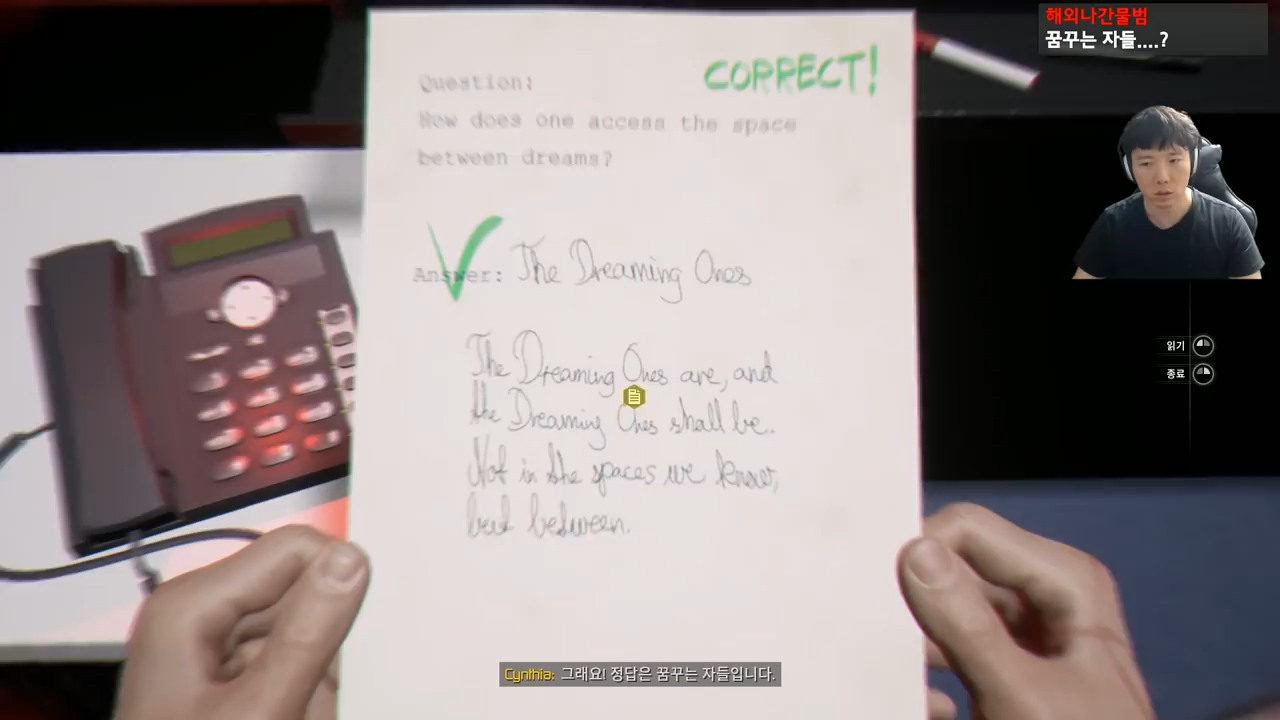 해외나간물범
꿈꾸는 자들....?
CORRECT!
Question:
How does one access the space
between dreams?
Answer: The Dreaming Ones
The Dreaming Ones are, and
the Dreaming Ones shall be.
Not in the spaces we know,
but between.
읽기
종료
Cynthia: 그래요! 정답은 꿈꾸는 자들입니다.